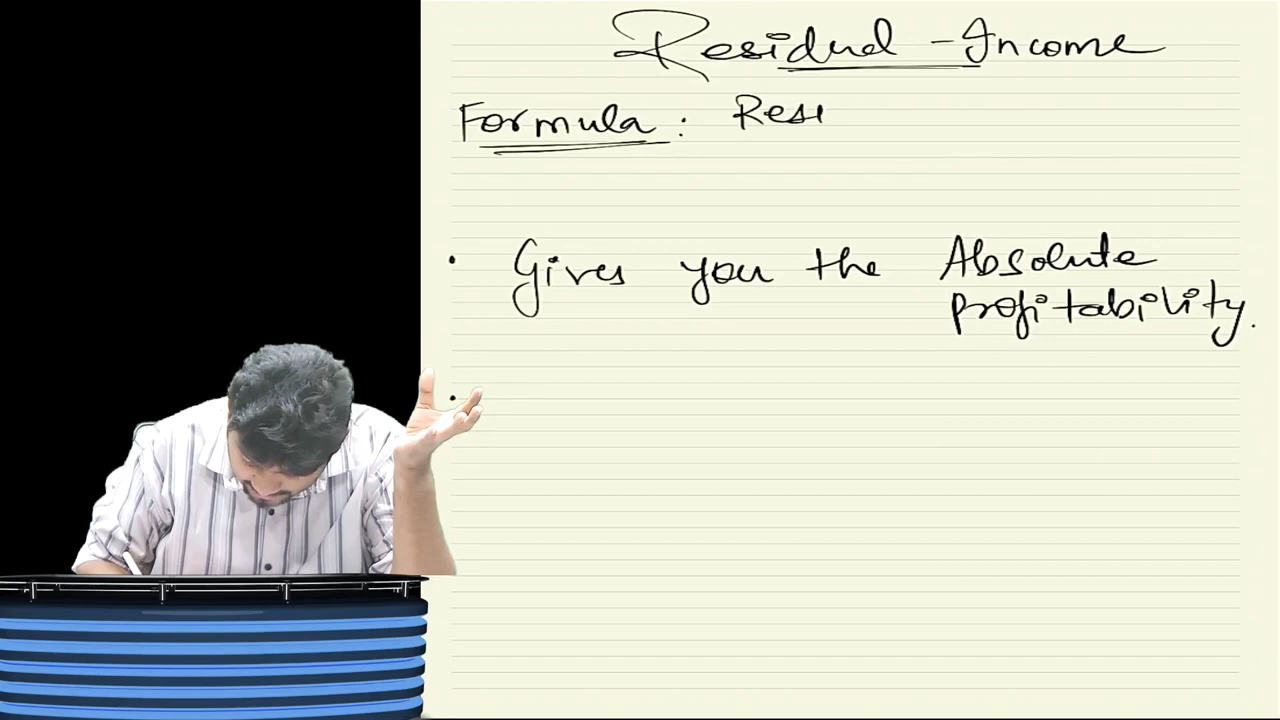 Residual - Income
Formula : Resi
• Gives you the Absolute
profitability.
•